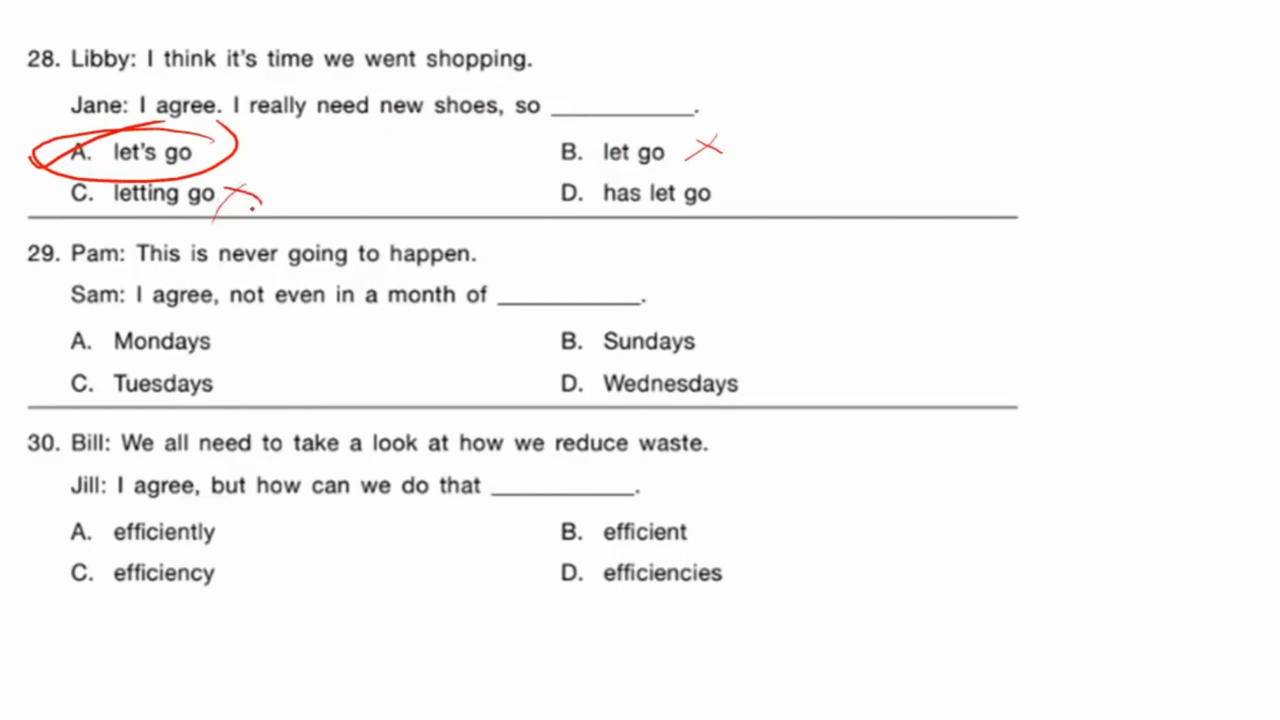 28. Libby: I think it's time we went shopping.
Jane: I agree. I really need new shoes, so __________.
A. let's go B. let go
C. letting go D. has let go
29. Pam: This is never going to happen.
Sam: I agree, not even in a month of __________.
A. Mondays B. Sundays
C. Tuesdays D. Wednesdays
30. Bill: We all need to take a look at how we reduce waste.
Jill: I agree, but how can we do that __________.
A. efficiently B. efficient
C. efficiency D. efficiencies